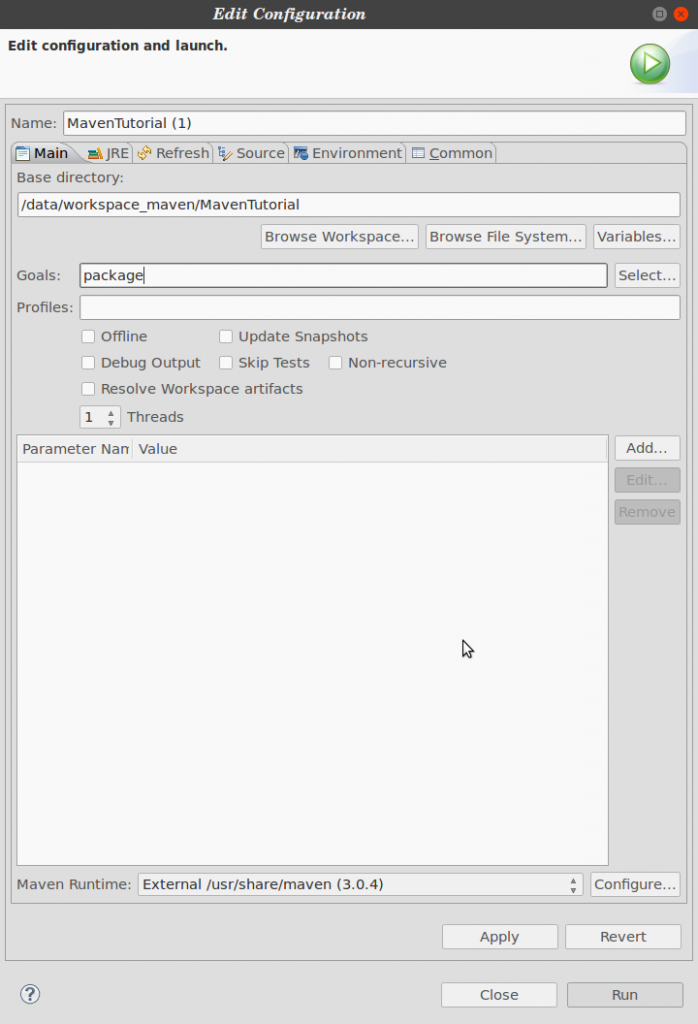 Edit Configuration
Edit configuration and launch.
Name: MavenTutorial (1)
Main JRE Refresh Source Environment Common
Base directory:
/data/workspace_maven/MavenTutorial
Browse Workspace... Browse File System... Variables...
Goals: package Select...
Profiles:
Offline Update Snapshots
Debug Output Skip Tests Non-recursive
Resolve Workspace artifacts
1 Threads
Parameter Nan Value Add...
Edit...
Remove
Maven Runtime: External /usr/share/maven (3.0.4) Configure...
Apply Revert
? Close Run